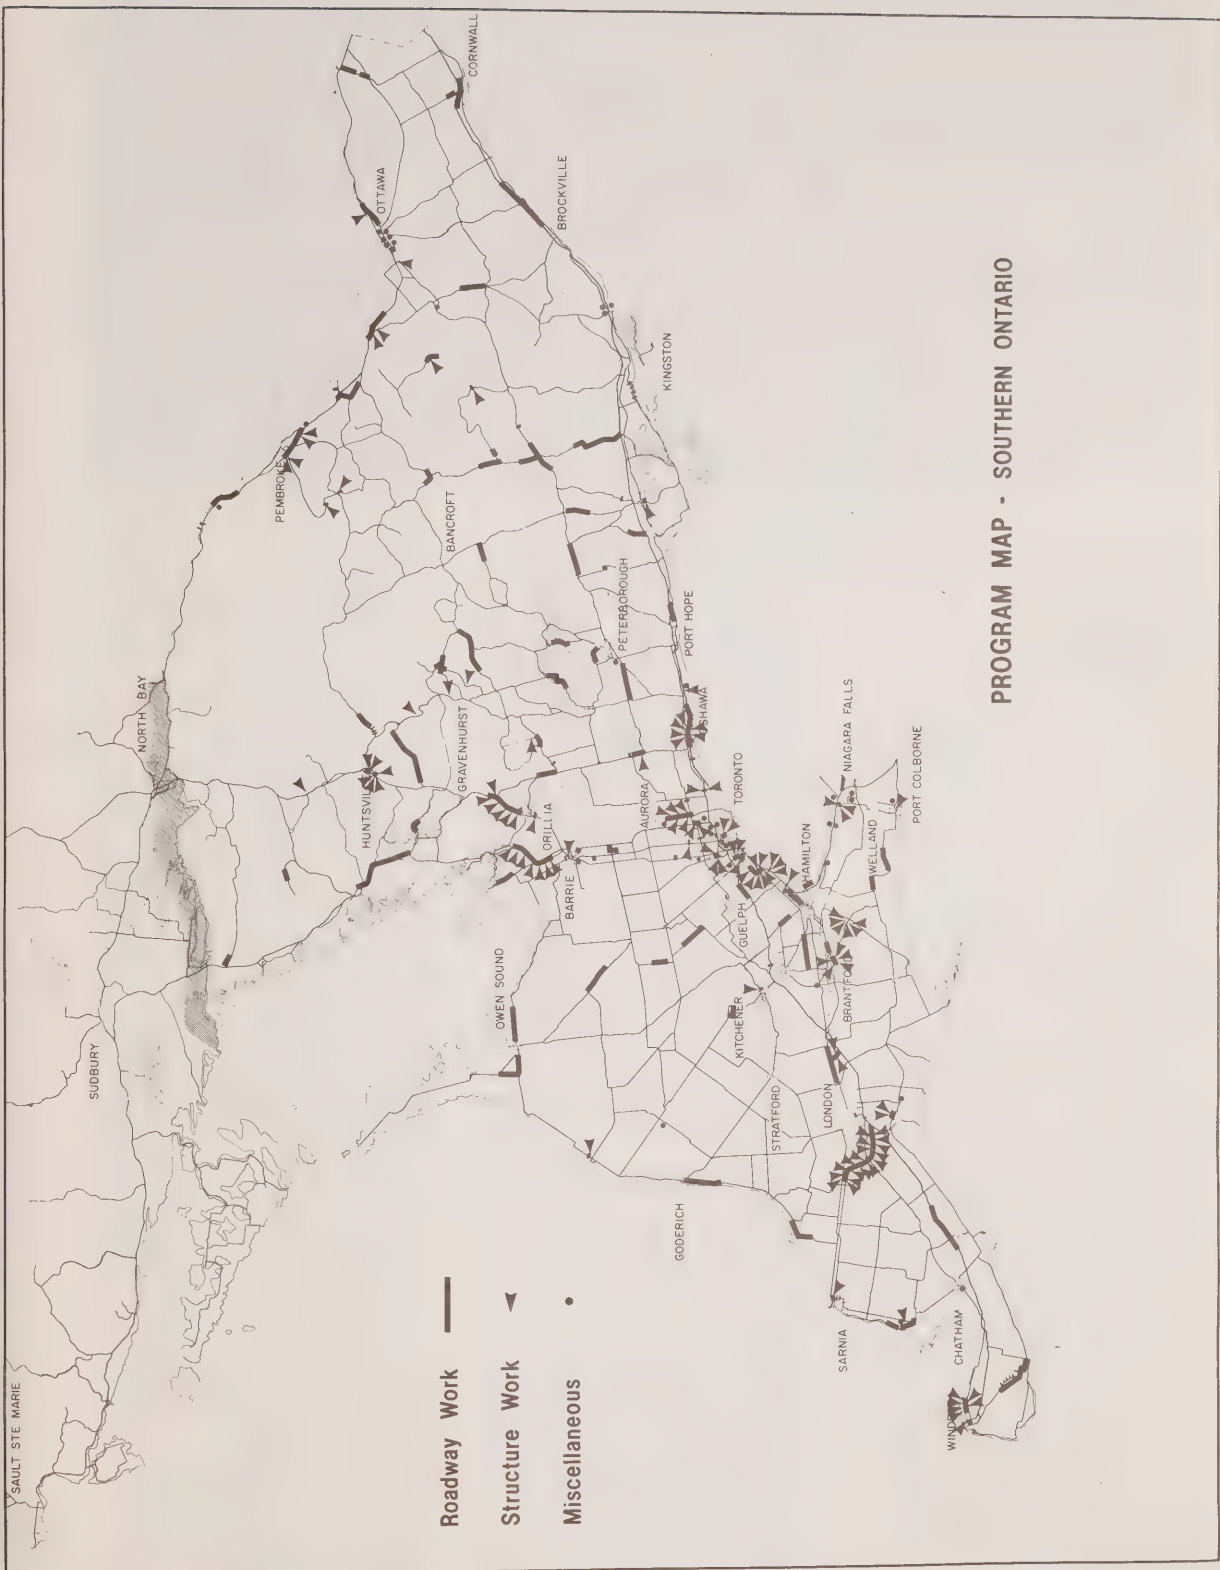 SAULT STE MARIE
SUDBURY
NORTH BAY
PEMBROKE
HUNTSVILLE
OTTAWA
BANCROFT
GRAVENHURST
CORNWALL
OWEN SOUND
ORILLIA
BROCKVILLE
BARRIE
PETERBOROUGH
AURORA
KINGSTON
GODERICH
PORT HOPE
OSHAWA
TORONTO
GUELPH
KITCHENER
STRATFORD
HAMILTON
LONDON
SARNIA
BRANTFORD
NIAGARA FALLS
WELLAND
PORT COLBORNE
WINDSOR
CHATHAM
Roadway Work
Structure Work
Miscellaneous
PROGRAM MAP - SOUTHERN ONTARIO